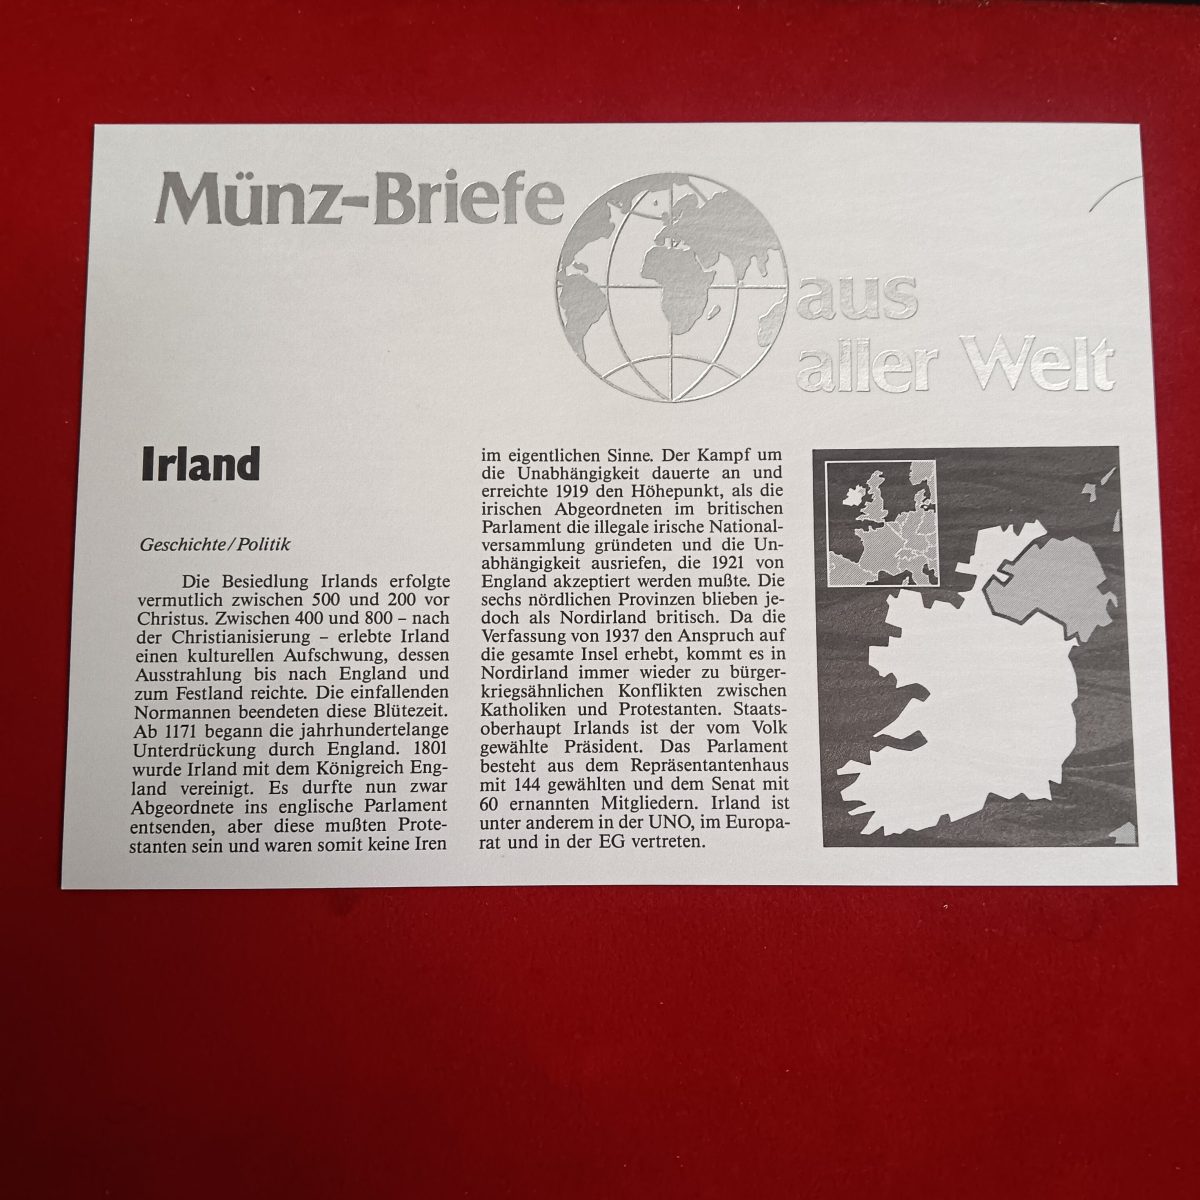 Münz-Briefe
aus
aller Welt
Irland
Geschichte/Politik
Die Besiedlung Irlands erfolgte
vermutlich zwischen 500 und 200 vor
Christus. Zwischen 400 und 800 – nach
der Christianisierung – erlebte Irland
einen kulturellen Aufschwung, dessen
Ausstrahlung bis nach England und
zum Festland reichte. Die einfallenden
Normannen beendeten diese Blütezeit.
Ab 1171 begann die jahrhundertelange
Unterdrückung durch England. 1801
wurde Irland mit dem Königreich Eng-
land vereinigt. Es durfte nun zwar
Abgeordnete ins englische Parlament
entsenden, aber diese mußten Prote-
stanten sein und waren somit keine Iren
im eigentlichen Sinne. Der Kampf um
die Unabhängigkeit dauerte an und
erreichte 1919 den Höhepunkt, als die
irischen Abgeordneten im britischen
Parlament die illegale irische National-
versammlung gründeten und die Un-
abhängigkeit ausriefen, die 1921 von
England akzeptiert werden mußte. Die
sechs nördlichen Provinzen blieben je-
doch als Nordirland britisch. Da die
Verfassung von 1937 den Anspruch auf
die gesamte Insel erhebt, kommt es in
Nordirland immer wieder zu bürger-
kriegsähnlichen Konflikten zwischen
Katholiken und Protestanten. Staats-
oberhaupt Irlands ist der vom Volk
gewählte Präsident. Das Parlament
besteht aus dem Repräsentantenhaus
mit 144 gewählten und dem Senat mit
60 ernannten Mitgliedern. Irland ist
unter anderem in der UNO, im Europa-
rat und in der EG vertreten.